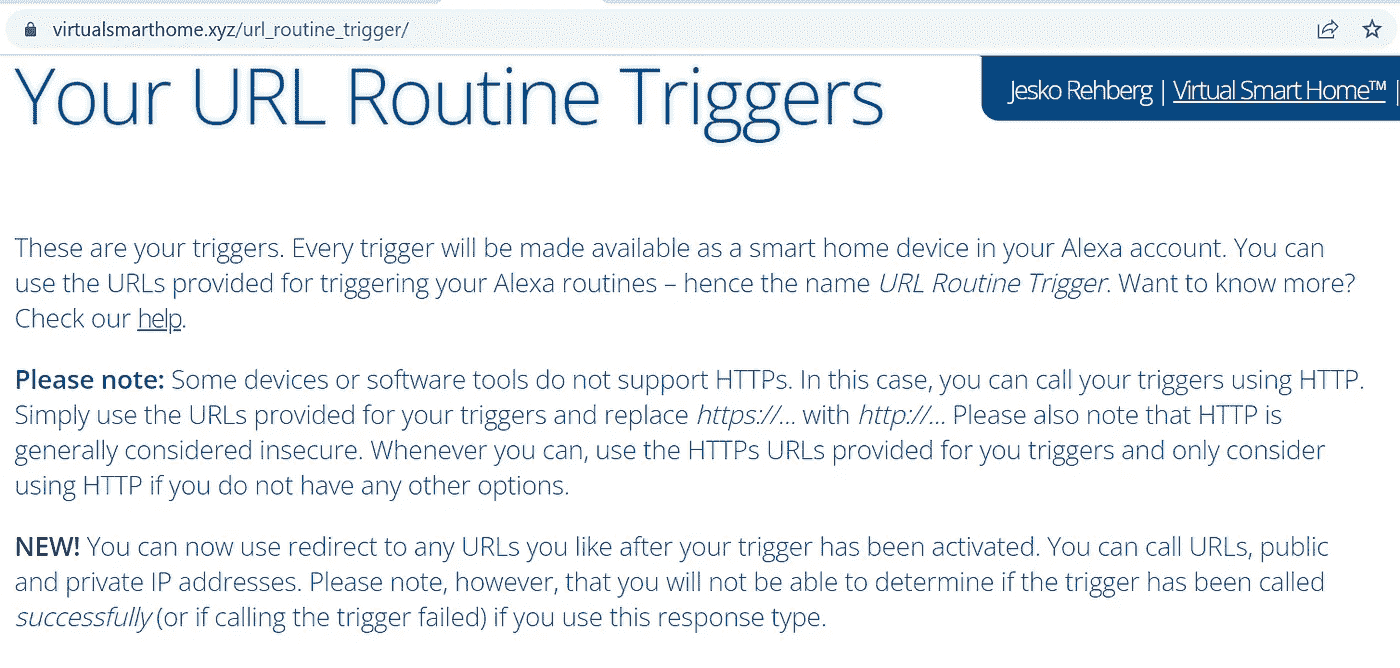 virtualsmarthome.xyz/url_routine_trigger/
Your URL Routine Triggers
Jesko Rehberg | Virtual Smart Home™ |
These are your triggers. Every trigger will be made available as a smart home device in your Alexa account. You can
use the URLs provided for triggering your Alexa routines – hence the name URL Routine Trigger. Want to know more?
Check our help.
Please note: Some devices or software tools do not support HTTPs. In this case, you can call your triggers using HTTP.
Simply use the URLs provided for your triggers and replace https://... with http://... Please also note that HTTP is
generally considered insecure. Whenever you can, use the HTTPs URLs provided for you triggers and only consider
using HTTP if you do not have any other options.
NEW! You can now use redirect to any URLs you like after your trigger has been activated. You can call URLs, public
and private IP addresses. Please note, however, that you will not be able to determine if the trigger has been called
successfully (or if calling the trigger failed) if you use this response type.